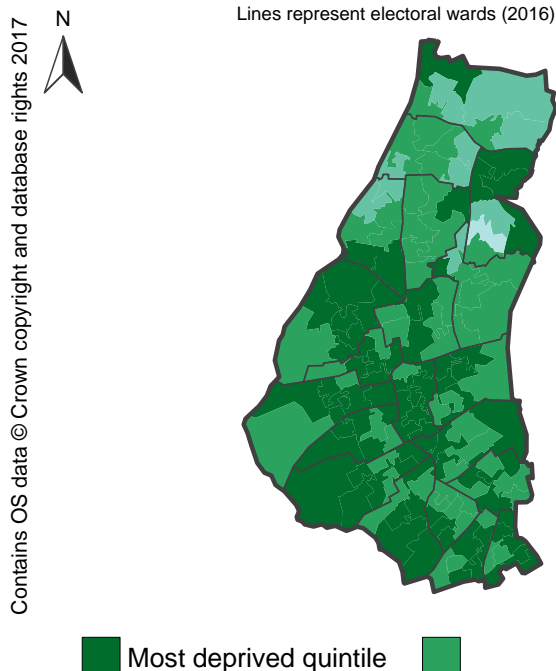 Lines represent electoral wards (2016)
N
Contains OS data © Crown copyright and database rights 2017
Most deprived quintile